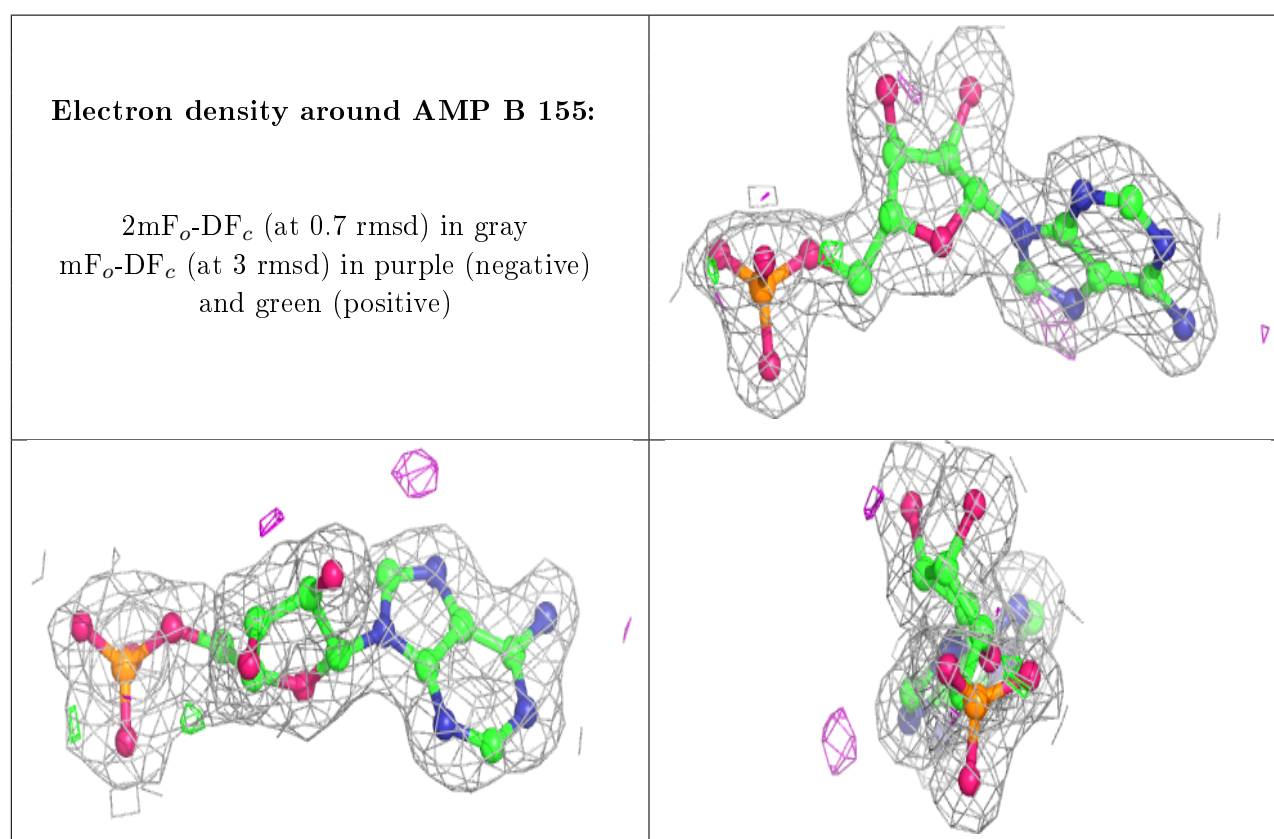 Electron density around AMP B 155:
2mFₒ-DF𝒸 (at 0.7 rmsd) in gray
mFₒ-DF𝒸 (at 3 rmsd) in purple (negative)
and green (positive)